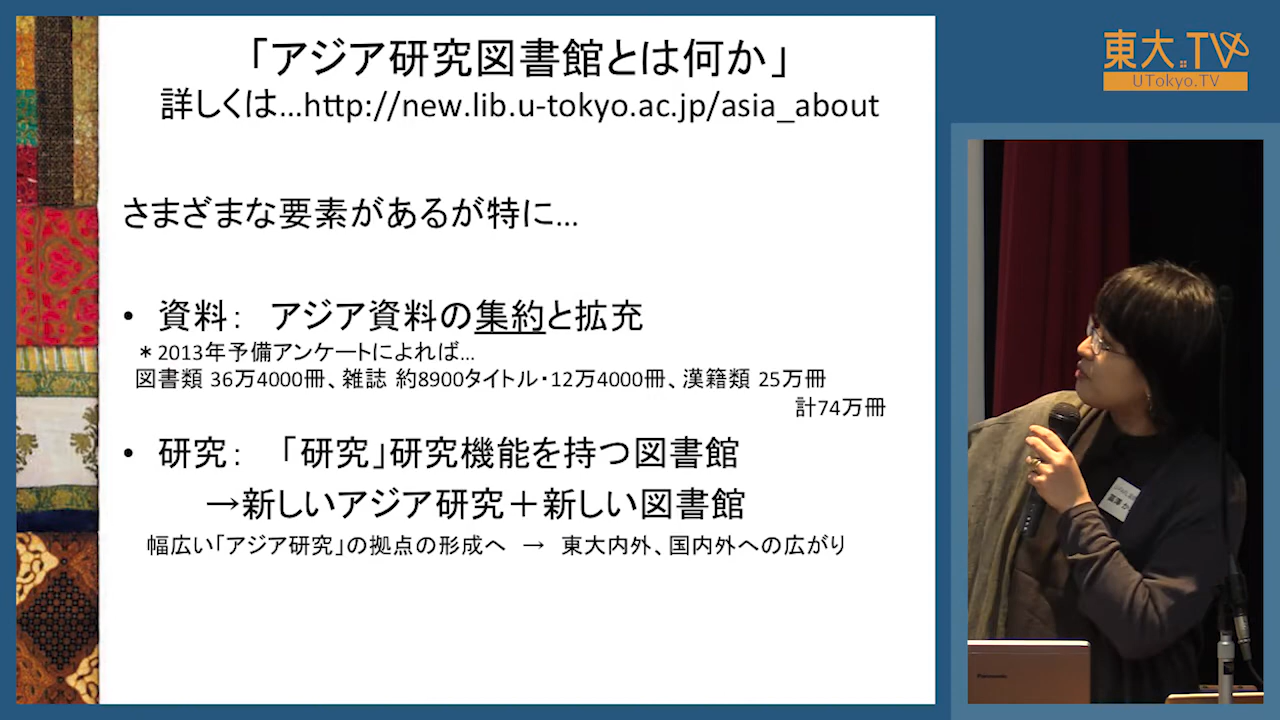 「アジア研究図書館とは何か」
詳しくは…http://new.lib.u-tokyo.ac.jp/asia_about
さまざまな要素があるが特に…
• 資料： アジア資料の集約と拡充
＊2013年予備アンケートによれば…
図書類 36万4000冊、雑誌 約8900タイトル・12万4000冊、漢籍類 25万冊
計74万冊
• 研究： 「研究」研究機能を持つ図書館
→新しいアジア研究＋新しい図書館
幅広い「アジア研究」の拠点の形成へ → 東大内外、国内外への広がり
東大.TV
UTokyo.TV
Panasonic